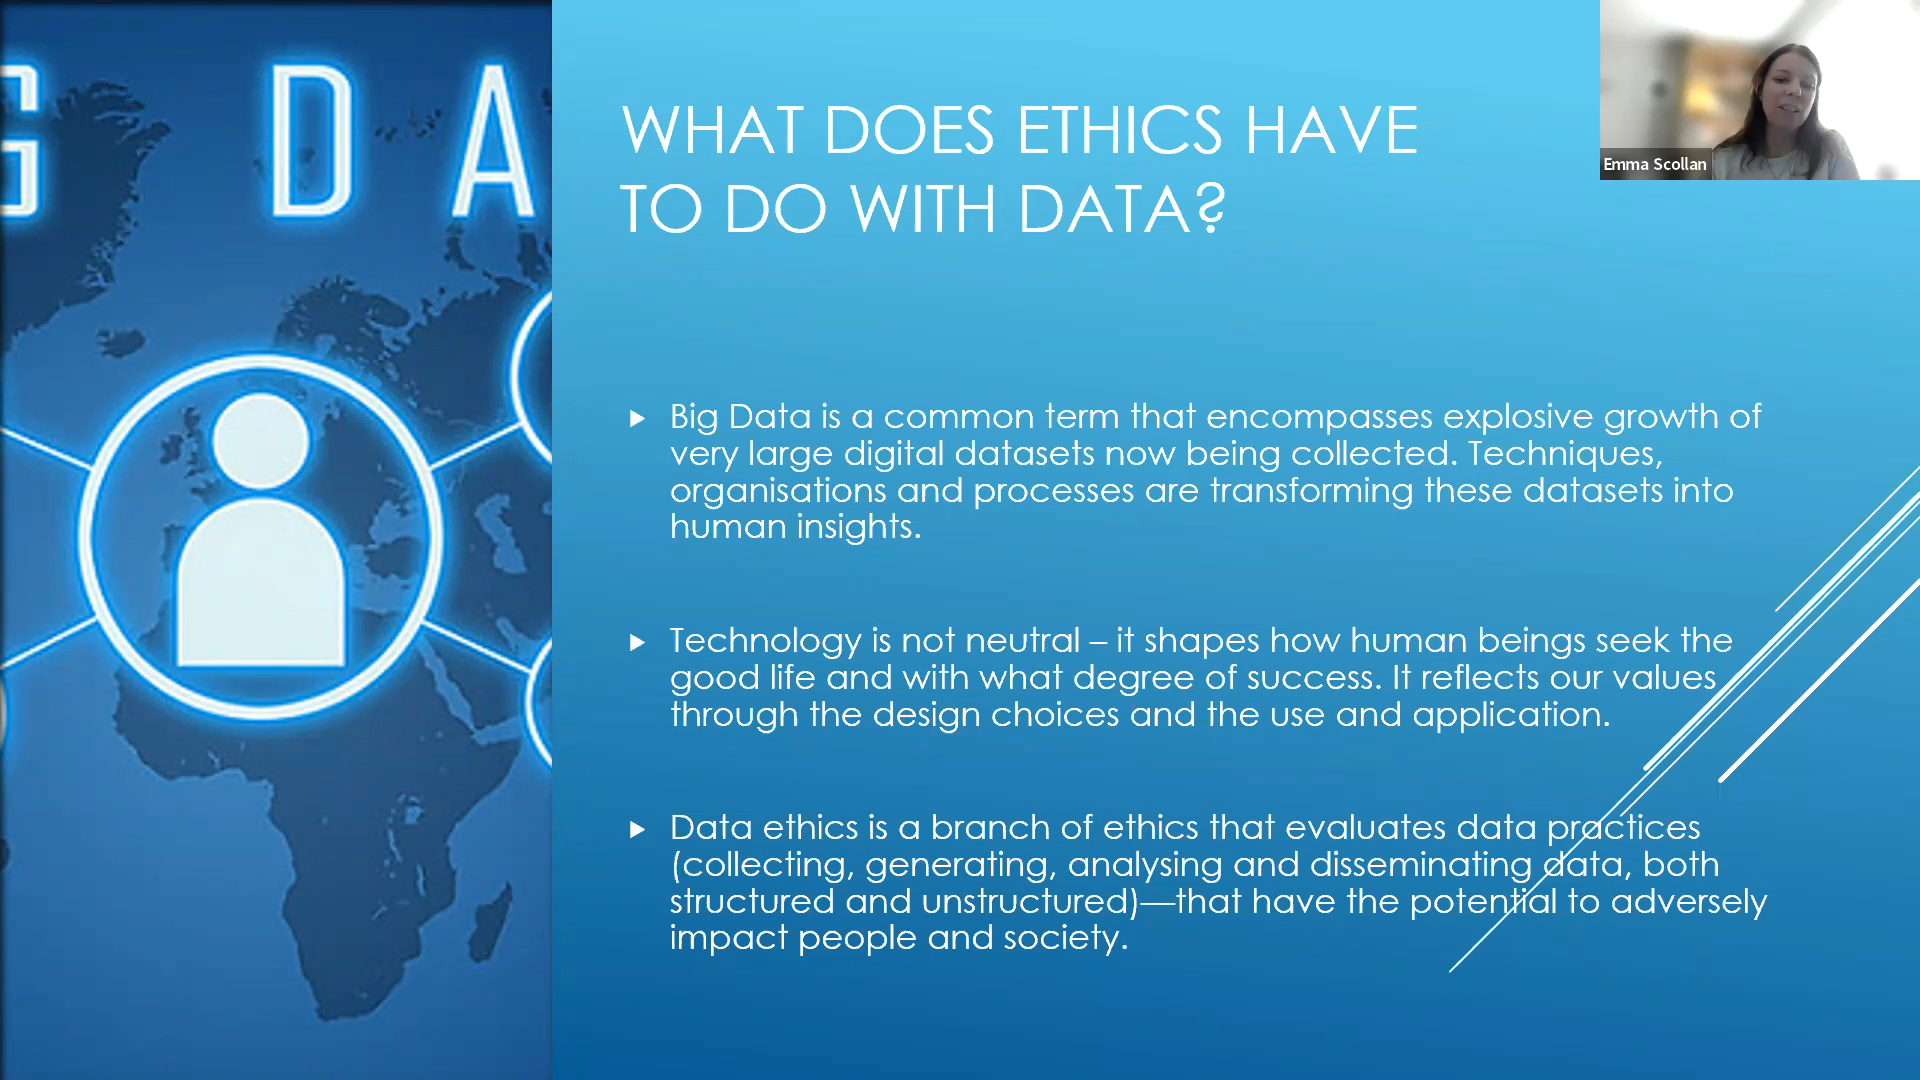 G DA
WHAT DOES ETHICS HAVE
TO DO WITH DATA?
Emma Scollan
Big Data is a common term that encompasses explosive growth of
very large digital datasets now being collected. Techniques,
organisations and processes are transforming these datasets into
human insights.
Technology is not neutral – it shapes how human beings seek the
good life and with what degree of success. It reflects our values
through the design choices and the use and application.
Data ethics is a branch of ethics that evaluates data practices
(collecting, generating, analysing and disseminating data, both
structured and unstructured)—that have the potential to adversely
impact people and society.